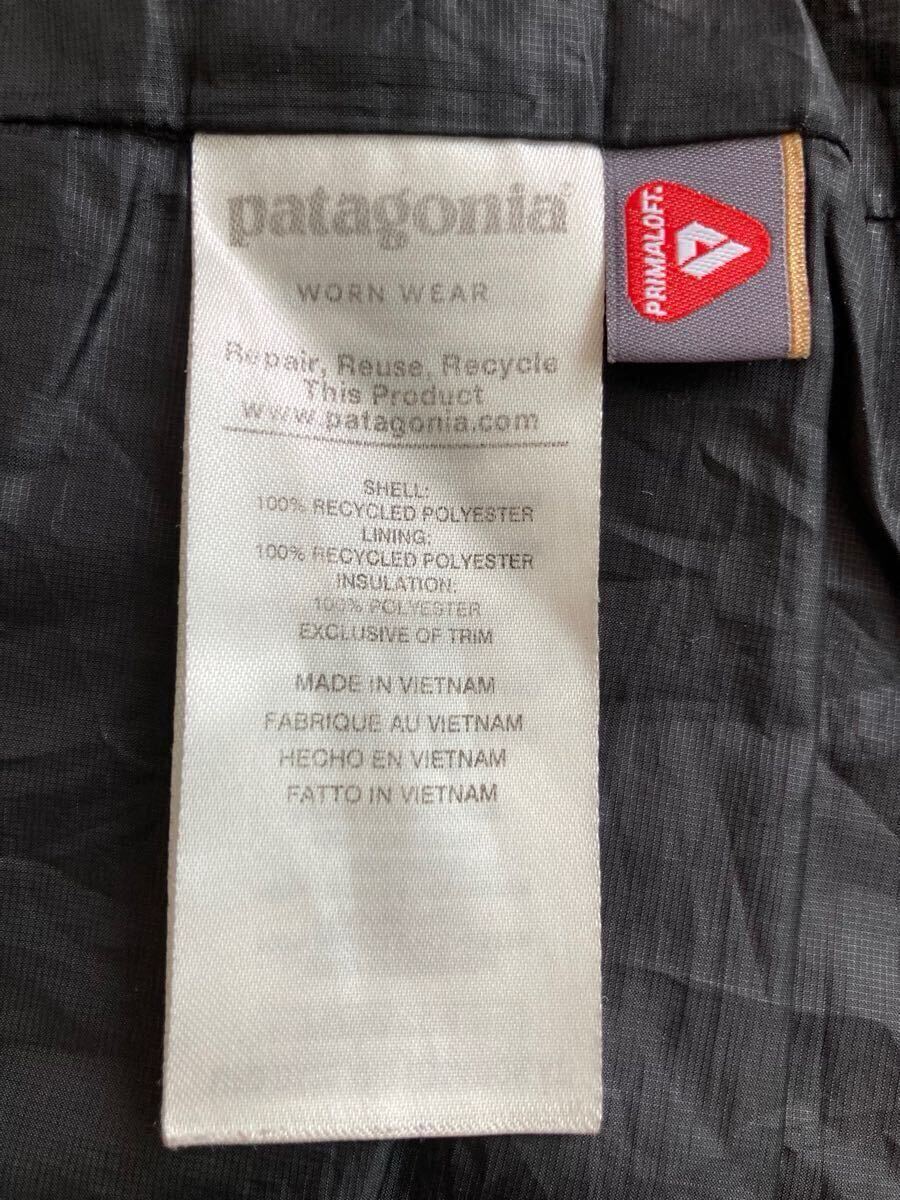 patagonia®
WORN WEAR
Repair, Reuse, Recycle
This Product
www.patagonia.com
SHELL:
100% RECYCLED POLYESTER
LINING:
100% RECYCLED POLYESTER
INSULATION:
100% POLYESTER
EXCLUSIVE OF TRIM
MADE IN VIETNAM
FABRIQUE AU VIETNAM
HECHO EN VIETNAM
FATTO IN VIETNAM
PRIMALOFT®